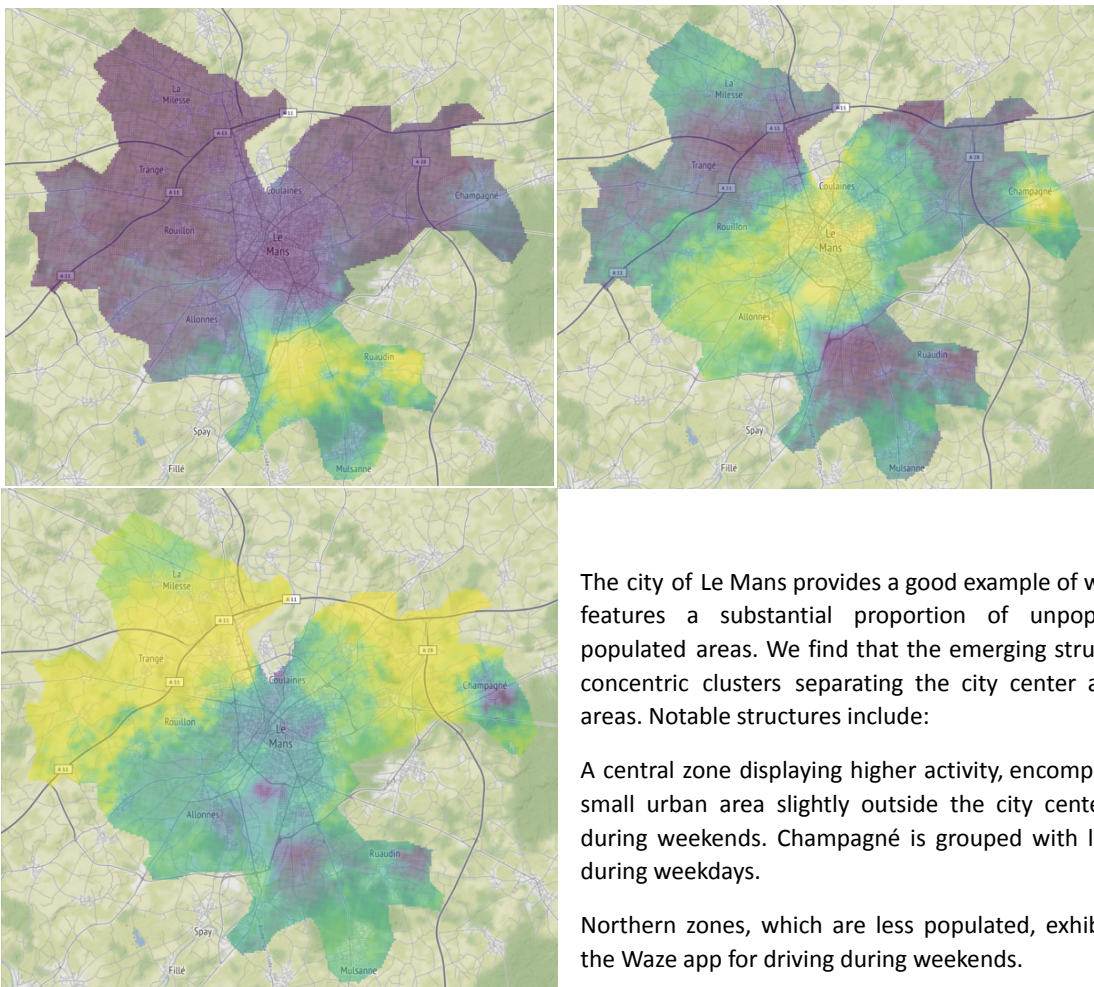 La
Milesse
A 11
A 11
A 28
Trange
A 11
Coulaines
Champagné
Rouillon
Le
Mans
A 11
Allonnes
Ruaudin
Spay
Fillé
Mulsanne
La
Milesse
A 11
A 11
A 28
Trange
A 11
Coulaines
Champagné
Rouillon
Le
Mans
A 11
Allonnes
Ruaudin
Spay
Fillé
Mulsanne
La
Milesse
A 11
A 11
A 28
Trange
A 11
Coulaines
Champagné
Rouillon
Le
Mans
A 11
Allonnes
Ruaudin
Spay
Fillé
Mulsanne
The city of Le Mans provides a good example of w
features a substantial proportion of unpop
populated areas. We find that the emerging stru
concentric clusters separating the city center a
areas. Notable structures include:
A central zone displaying higher activity, encomp
small urban area slightly outside the city cente
during weekends. Champagné is grouped with l
during weekdays.
Northern zones, which are less populated, exhib
the Waze app for driving during weekends.